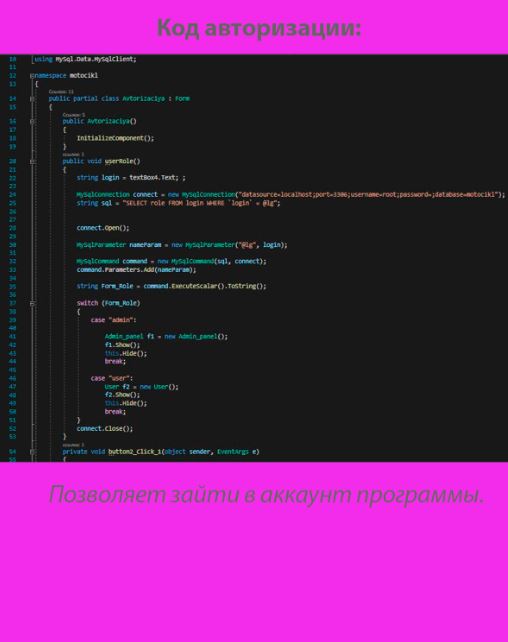 Код авторизации:
10 using MySql.Data.MySqlClient;
11
12 namespace motociki
13 {
Ссылок: 11
14 public partial class Avtorizaciya : Form
15 {
Ссылок: 5
16 public Avtorizaciya()
17 {
18 InitializeComponent();
19 }
ссылка: 1
20 public void userRole()
21 {
22 string login = textBox4.Text; ;
23
24 MySqlConnection connect = new MySqlConnection("datasource=localhost;port=3306;username=root;password=;database=motociki");
25 string sql = "SELECT role FROM login WHERE `login` = @lg";
26
27
28 connect.Open();
29
30 MySqlParameter nameParam = new MySqlParameter("@lg", login);
31
32 MySqlCommand command = new MySqlCommand(sql, connect);
33 command.Parameters.Add(nameParam);
34
35 string Form_Role = command.ExecuteScalar().ToString();
36
37 switch (Form_Role)
38 {
39 case "admin":
40
41 Admin_panel f1 = new Admin_panel();
42 f1.Show();
43 this.Hide();
44 break;
45
46 case "user":
47 User f2 = new User();
48 f2.Show();
49 this.Hide();
50 break;
51 }
52 connect.Close();
53 }
ссылка: 1
54 private void button2_Click_1(object sender, EventArgs e)
55 {
Позволяет зайти в аккаунт программы.